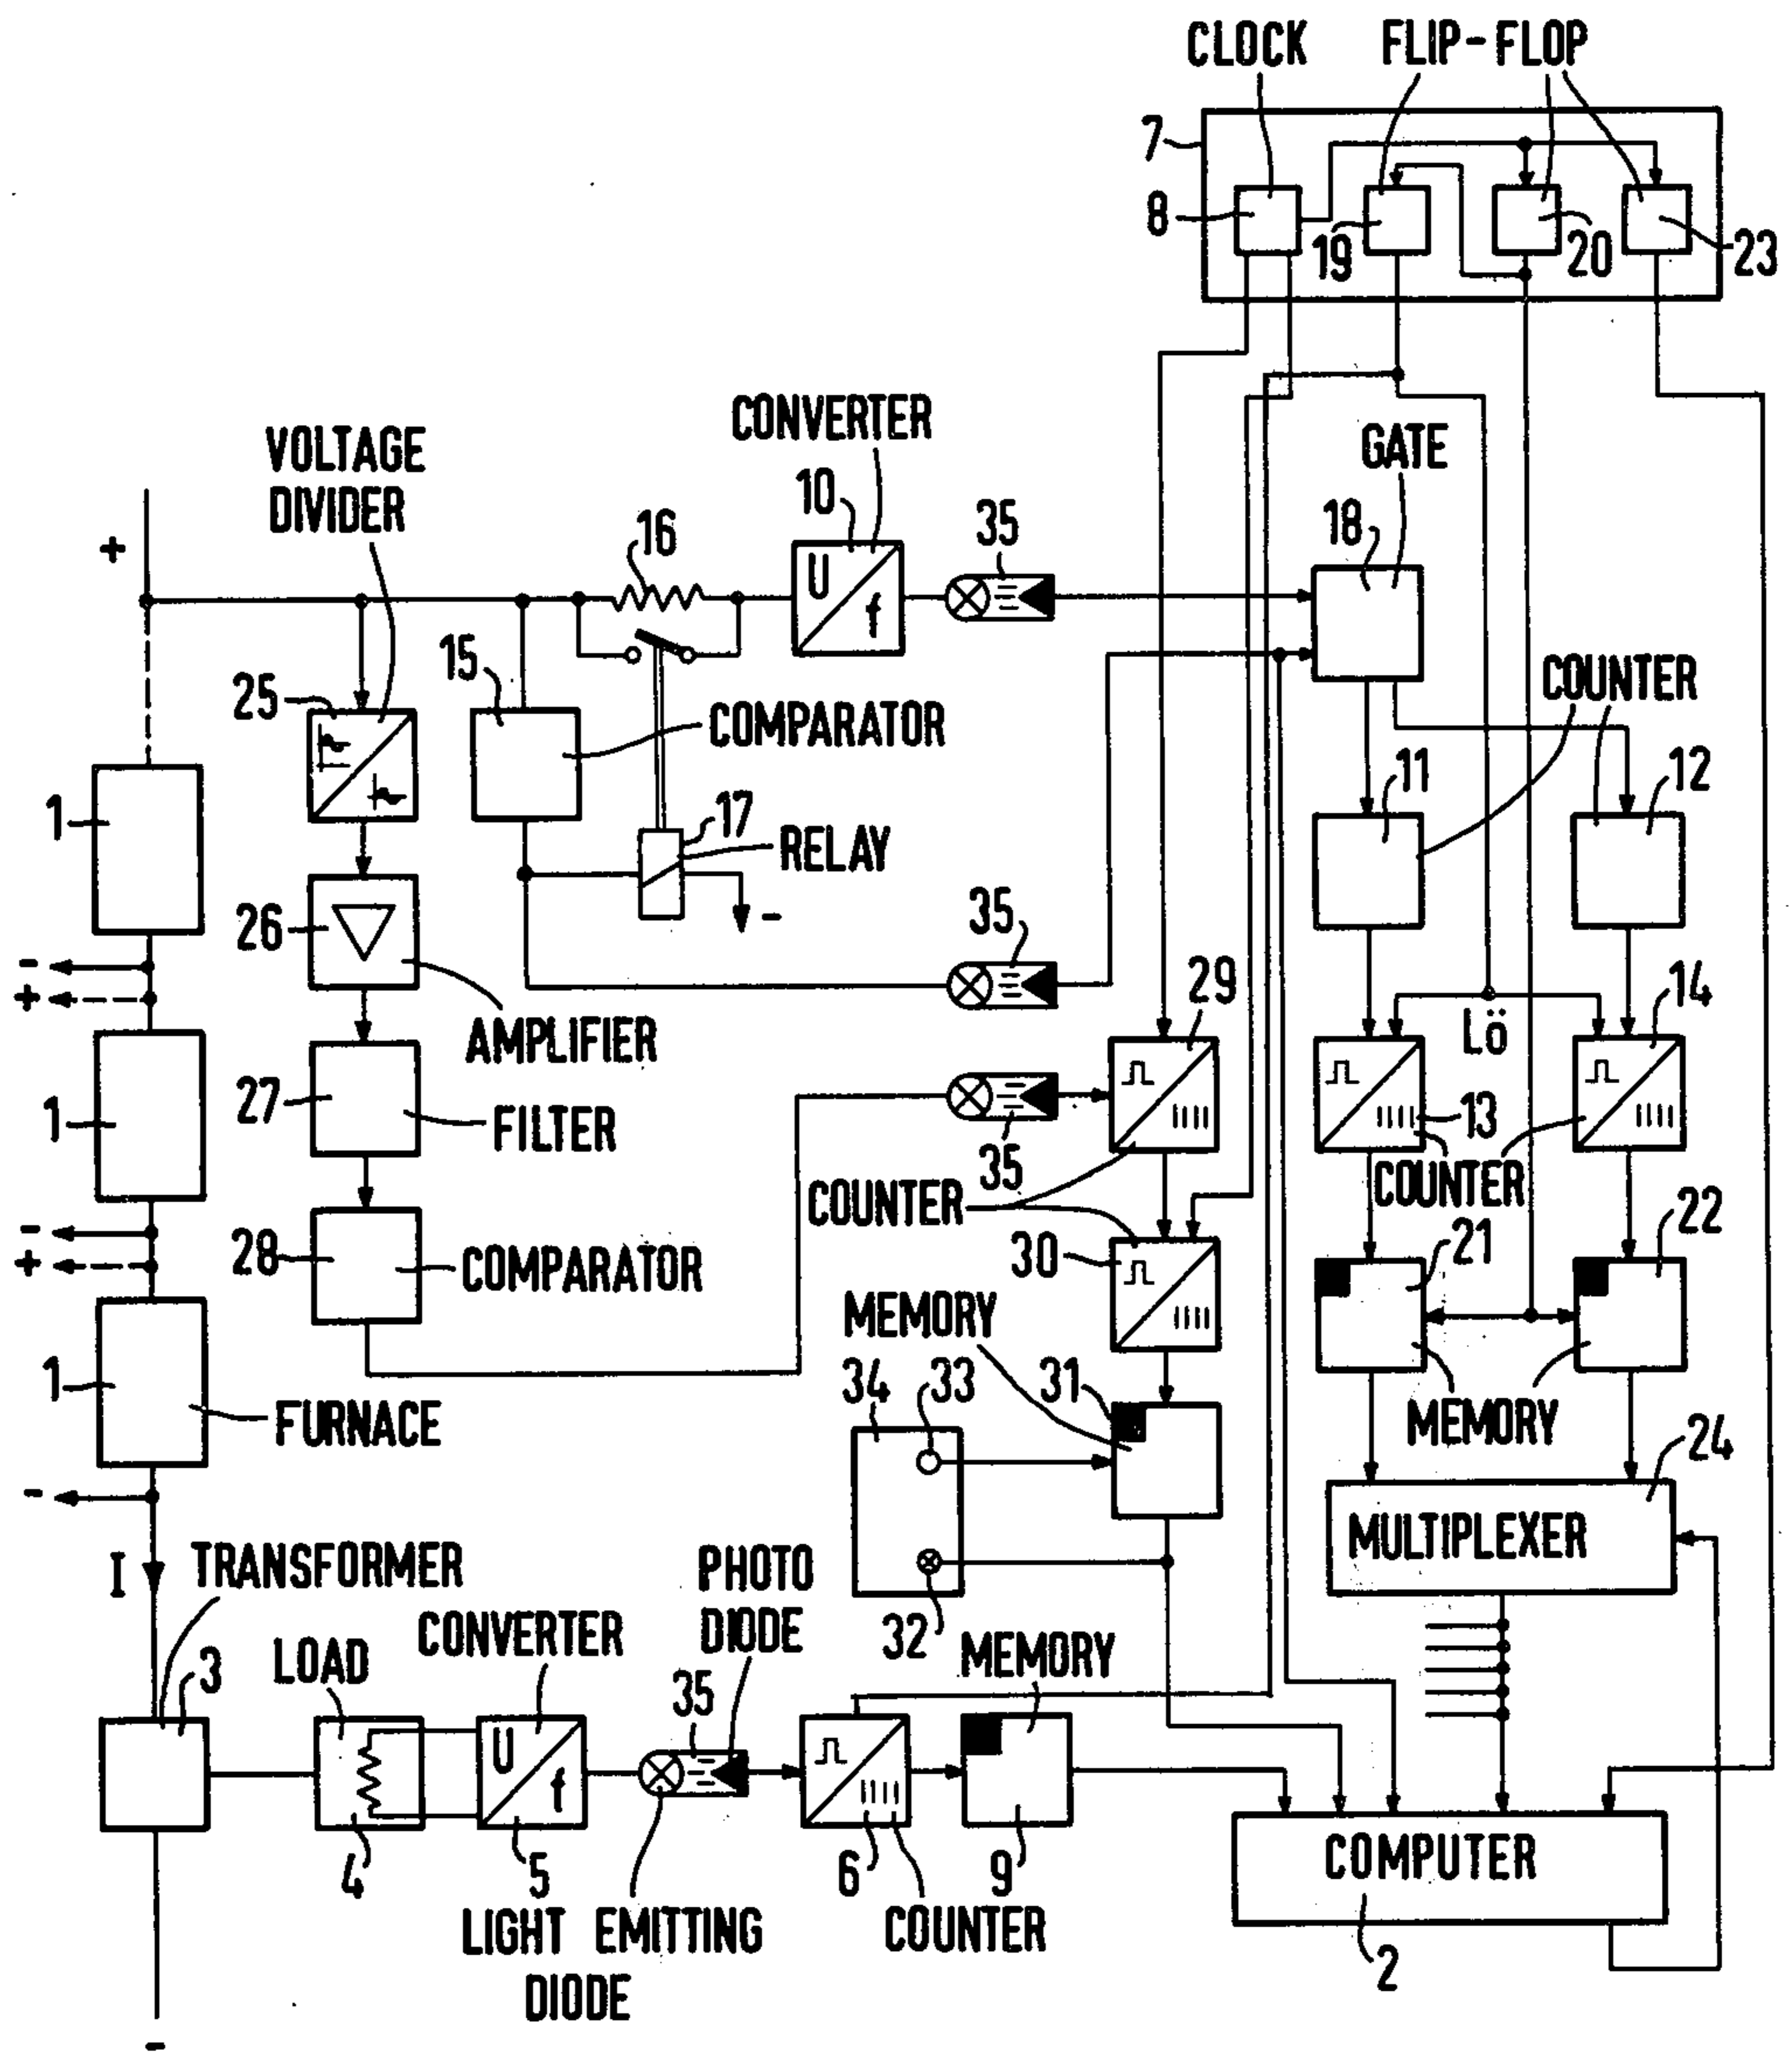 CLOCK FLIP-FLOP
7
8 19 20 23
CONVERTER
VOLTAGE
DIVIDER
GATE
10
16
35
18
+
U
f
15
COUNTER
25
COMPARATOR
11
12
1
17
RELAY
26
-
35
-
29
14
+
AMPLIFIER
Lö
1
27
FILTER
13
35
COUNTER
COUNTER
-
22
+
28
COMPARATOR
30
21
MEMORY
34 33 31
1
FURNACE
MEMORY
24
-
MULTIPLEXER
I
TRANSFORMER
PHOTO
DIODE
CONVERTER
32
LOAD
MEMORY
3
35
U
f
4 5
6 9
COMPUTER
LIGHT EMITTING
DIODE
COUNTER
2
-